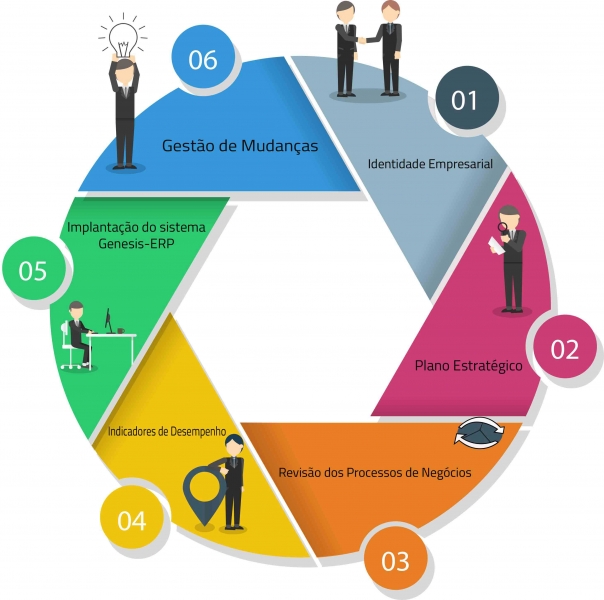 01
Identidade Empresarial
02
Plano Estratégico
03
Revisão dos Processos de Negócios
04
Indicadores de Desempenho
05
Implantação do sistema
Genesis-ERP
06
Gestão de Mudanças